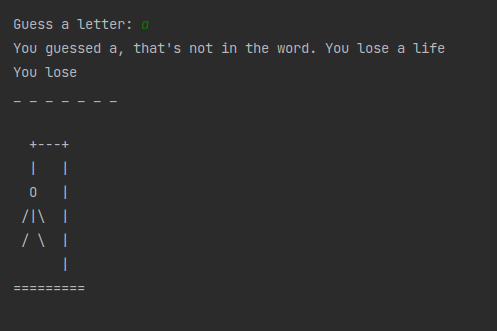 Guess a letter: a
You guessed a, that's not in the word. You lose a life
You lose
_ _ _ _ _ _ _

  +---+
  |   |
  O   |
 /|\  |
 / \  |
      |
=========